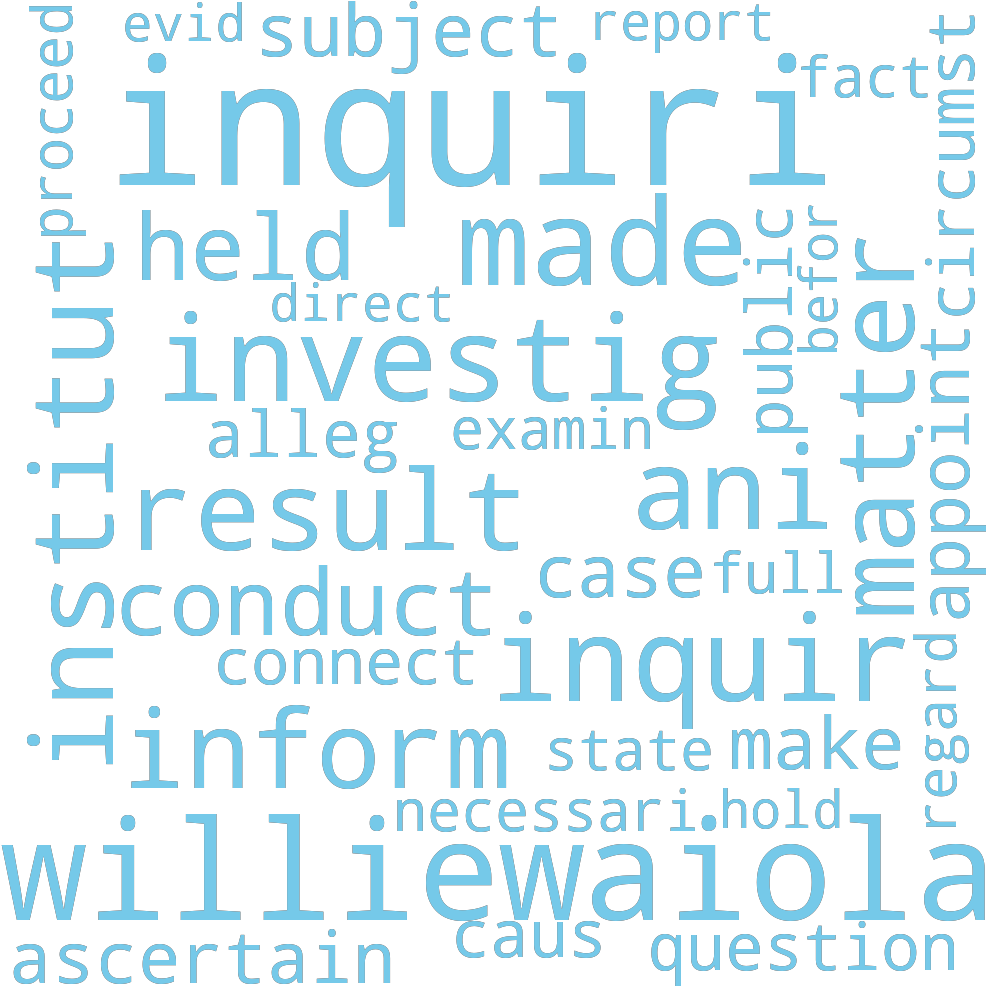 evid
subject
report
proceed
inquiri
fact
circumst
held
made
public
befor
direct
institut
investig
matter
alleg
examin
appoint
result
ani
case
full
conduct
connect
inquir
regard
inform
state
make
necessari
hold
williewaiola
caus
question
ascertain